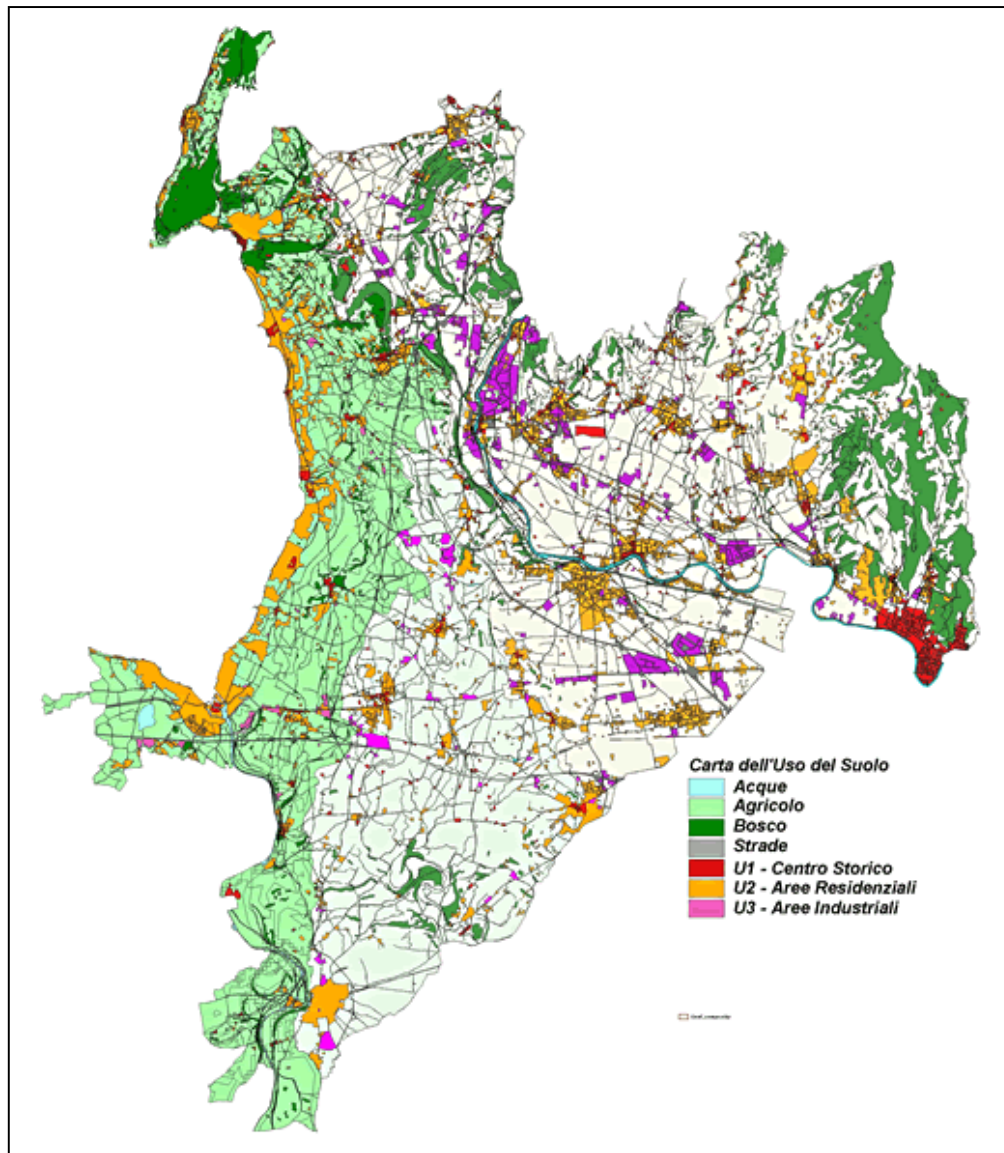 Carta dell'Uso del Suolo
Acque
Agricolo
Bosco
Strade
U1 - Centro Storico
U2 - Aree Residenziali
U3 - Aree Industriali